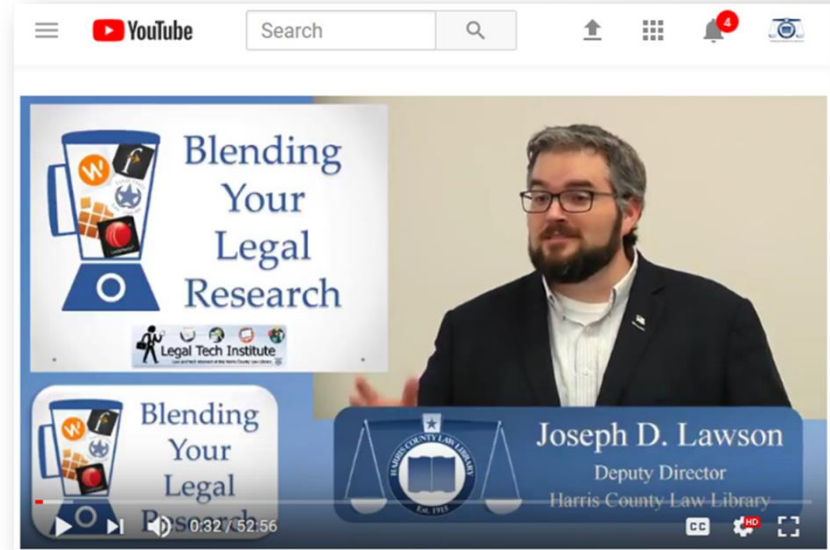 YouTube
Search
4
Blending
Your
Legal
Research
Legal Tech Institute
Blending
Your
Legal
Research
HARRIS COUNTY LAW LIBRARY
Est. 1915
Joseph D. Lawson
Deputy Director
Harris County Law Library
0:32 / 52:56
CC
HD